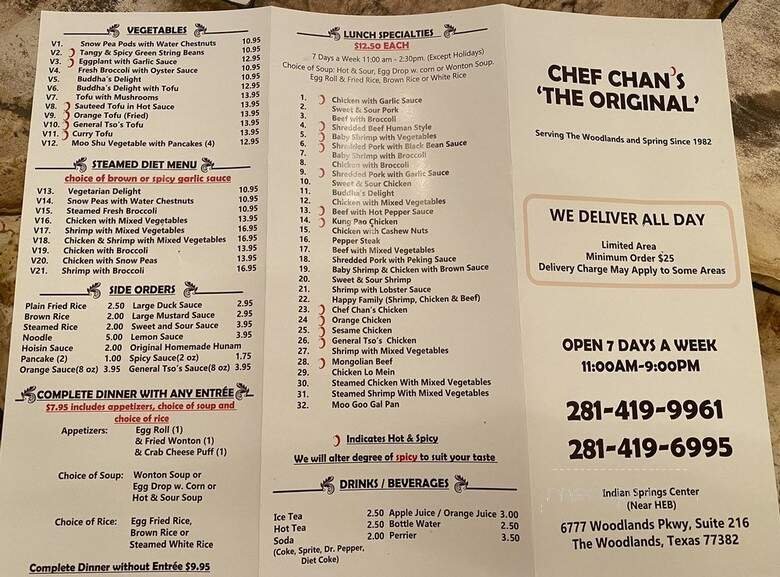 VEGETABLES
V1. Snow Pea Pods with Water Chestnuts 10.95
V2. Tangy & Spicy Green String Beans 10.95
V3. Eggplant with Garlic Sauce 12.95
V4. Fresh Broccoli with Oyster Sauce 10.95
V5. Buddha's Delight 10.95
V6. Buddha's Delight with Tofu 12.95
V7. Tofu with Mushrooms 13.95
V8. Sauteed Tofu in Hot Sauce 13.95
V9. Orange Tofu (Fried) 13.95
V10. General Tso's Tofu 13.95
V11. Curry Tofu 13.95
V12. Moo Shu Vegetable with Pancakes (4) 12.95
STEAMED DIET MENU
choice of brown or spicy garlic sauce
V13. Vegetarian Delight 10.95
V14. Snow Peas with Water Chestnuts 10.95
V15. Steamed Fresh Broccoli 10.95
V16. Chicken with Mixed Vegetables 13.95
V17. Shrimp with Mixed Vegetables 16.95
V18. Chicken & Shrimp with Mixed Vegetables 16.95
V19. Chicken with Broccoli 13.95
V20. Chicken with Snow Peas 13.95
V21. Shrimp with Broccoli 16.95
SIDE ORDERS
Plain Fried Rice 2.50 Large Duck Sauce 2.95
Brown Rice 2.00 Large Mustard Sauce 2.95
Steamed Rice 2.00 Sweet and Sour Sauce 3.95
Noodle 5.00 Lemon Sauce 3.95
Hoisin Sauce 2.00 Original Homemade Hunam
Pancake (2) 1.00 Spicy Sauce(2 oz) 1.75
Orange Sauce(8 oz) 3.95 General Tso's Sauce(8 oz) 3.95
COMPLETE DINNER WITH ANY ENTRÉE
$7.95 includes appetizers, choice of soup and
choice of rice
Appetizers: Egg Roll (1)
& Fried Wonton (1)
& Crab Cheese Puff (1)
Choice of Soup: Wonton Soup or
Egg Drop w. Corn or
Hot & Sour Soup
Choice of Rice: Egg Fried Rice,
Brown Rice or
Steamed White Rice
Complete Dinner without Entrée $9.95
LUNCH SPECIALTIES
$12.50 EACH
7 Days a Week 11:00 am - 2:30pm. (Except Holidays)
Choice of Soup: Hot & Sour, Egg Drop w. corn or Wonton Soup.
Egg Roll & Fried Rice, Brown Rice or White Rice
1. Chicken with Garlic Sauce
2. Sweet & Sour Pork
3. Beef with Broccoli
4. Shredded Beef Human Style
5. Baby Shrimp with Vegetables
6. Shredded Pork with Black Bean Sauce
7. Baby Shrimp with Broccoli
8. Chicken with Broccoli
9. Shredded Pork with Garlic Sauce
10. Sweet & Sour Chicken
11. Buddha's Delight
12. Chicken with Mixed Vegetables
13. Beef with Hot Pepper Sauce
14. Kung Pao Chicken
15. Chicken with Cashew Nuts
16. Pepper Steak
17. Beef with Mixed Vegetables
18. Shredded Pork with Peking Sauce
19. Baby Shrimp & Chicken with Brown Sauce
20. Sweet & Sour Shrimp
21. Shrimp with Lobster Sauce
22. Happy Family (Shrimp, Chicken & Beef)
23. Chef Chan's Chicken
24 Orange Chicken
25. Sesame Chicken
26. General Tso's Chicken
27. Shrimp with Mixed Vegetables
28. Mongolian Beef
29. Chicken Lo Mein
30. Steamed Chicken With Mixed Vegetables
31. Steamed Shrimp With Mixed Vegetables
32. Moo Goo Gal Pan
Indicates Hot & Spicy
We will alter degree of spicy to suit your taste
DRINKS / BEVERAGES
Ice Tea 2.50 Apple Juice / Orange Juice 3.00
Hot Tea 2.50 Bottle Water 2.50
Soda 2.00 Perrier 3.50
(Coke, Sprite, Dr. Pepper,
Diet Coke)
CHEF CHAN'S
'THE ORIGINAL'
Serving The Woodlands and Spring Since 1982
WE DELIVER ALL DAY
Limited Area
Minimum Order $25
Delivery Charge May Apply to Some Areas
OPEN 7 DAYS A WEEK
11:00AM-9:00PM
281-419-9961
281-419-6995
Indian Springs Center
(Near HEB)
6777 Woodlands Pkwy, Suite 216
The Woodlands, Texas 77382